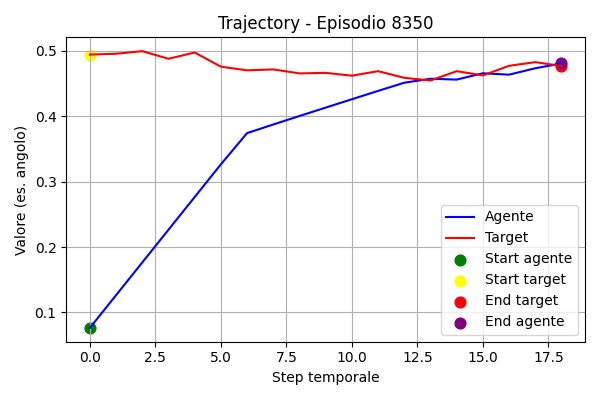 Trajectory - Episodio 8350
Valore (es. angolo)
0.5
0.4
0.3
0.2
0.1
Agente
Target
Start agente
Start target
End target
End agente
0.0 2.5 5.0 7.5 10.0 12.5 15.0 17.5
Step temporale